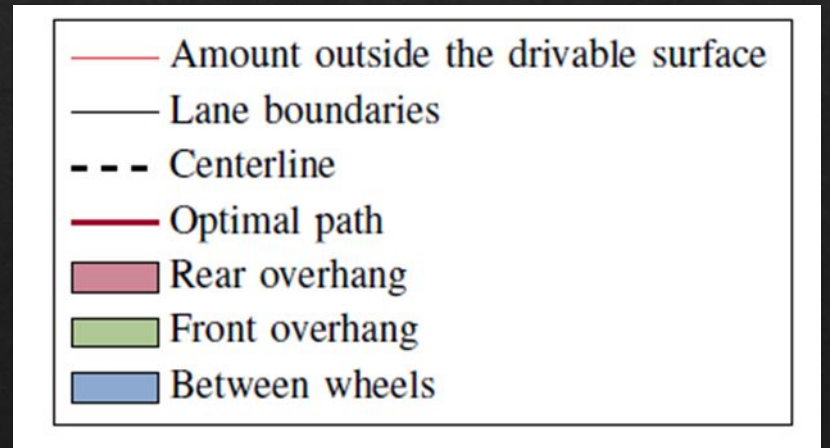 Amount outside the drivable surface
Lane boundaries
Centerline
Optimal path
Rear overhang
Front overhang
Between wheels